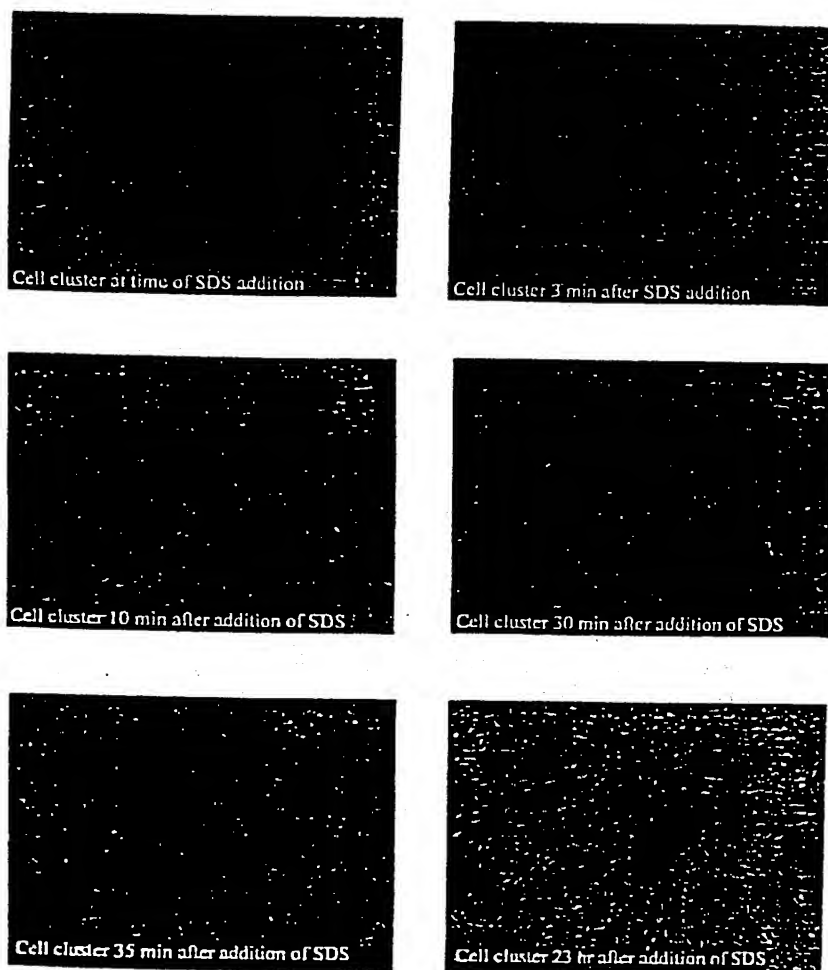 Cell cluster at time of SDS addition
Cell cluster 3 min after SDS addition
Cell cluster 10 min after addition of SDS
Cell cluster 30 min after addition of SDS
Cell cluster 35 min after addition of SDS
Cell cluster 23 hr after addition of SDS